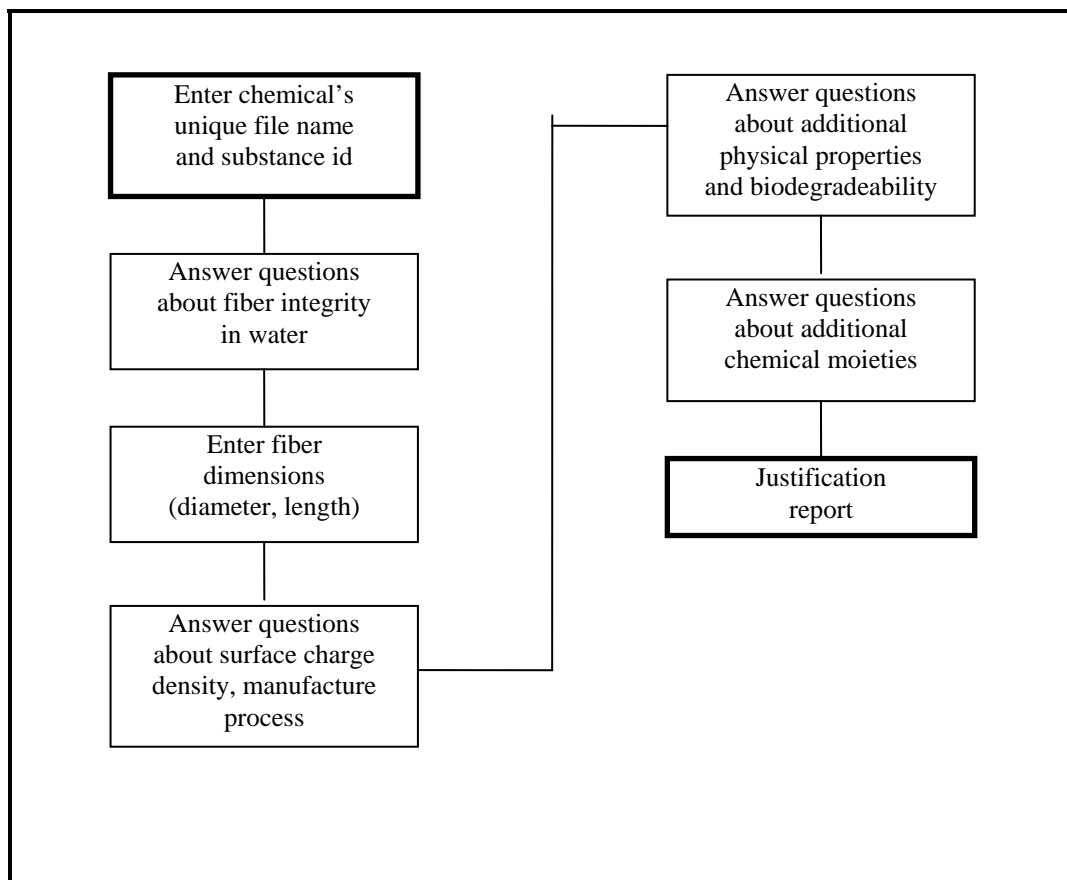 Enter chemical’s
unique file name
and substance id
Answer questions
about fiber integrity
in water
Enter fiber
dimensions
(diameter, length)
Answer questions
about surface charge
density, manufacture
process
Answer questions
about additional
physical properties
and biodegradeability
Answer questions
about additional
chemical moieties
Justification
report